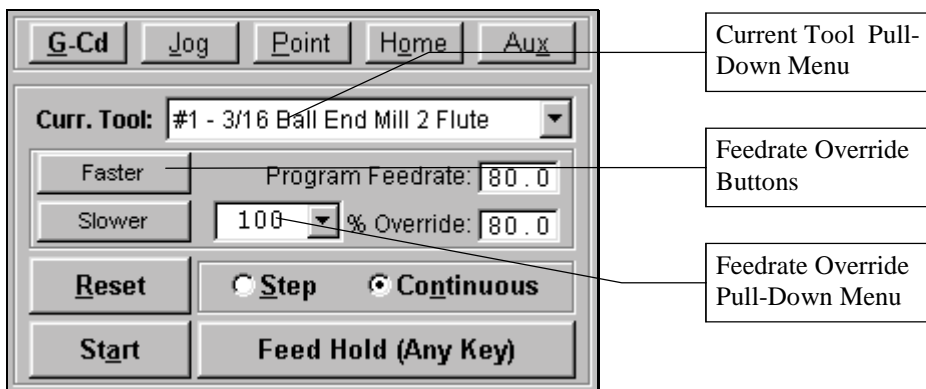 G-Cd Jog Point Home Aux
Curr. Tool: #1 - 3/16 Ball End Mill 2 Flute
Faster Program Feedrate: 80.0
Slower 100 % Override: 80.0
Reset Step Continuous
Start Feed Hold (Any Key)
Current Tool Pull-
Down Menu
Feedrate Override
Buttons
Feedrate Override
Pull-Down Menu